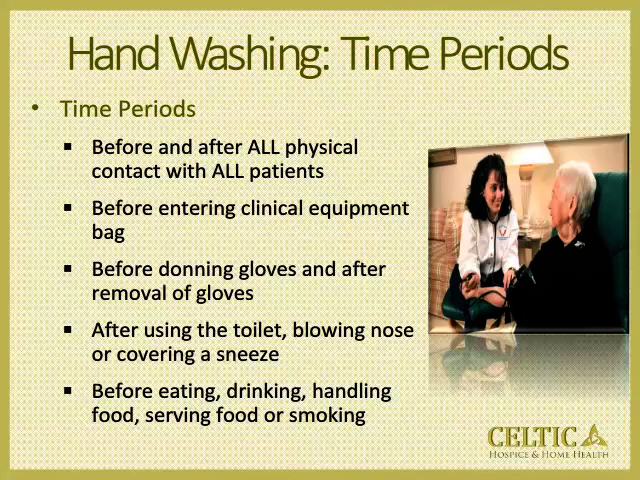 Hand Washing: Time Periods
• Time Periods
▪ Before and after ALL physical
contact with ALL patients
▪ Before entering clinical equipment
bag
▪ Before donning gloves and after
removal of gloves
▪ After using the toilet, blowing nose
or covering a sneeze
▪ Before eating, drinking, handling
food, serving food or smoking
CELTIC
HOSPICE & HOME HEALTH